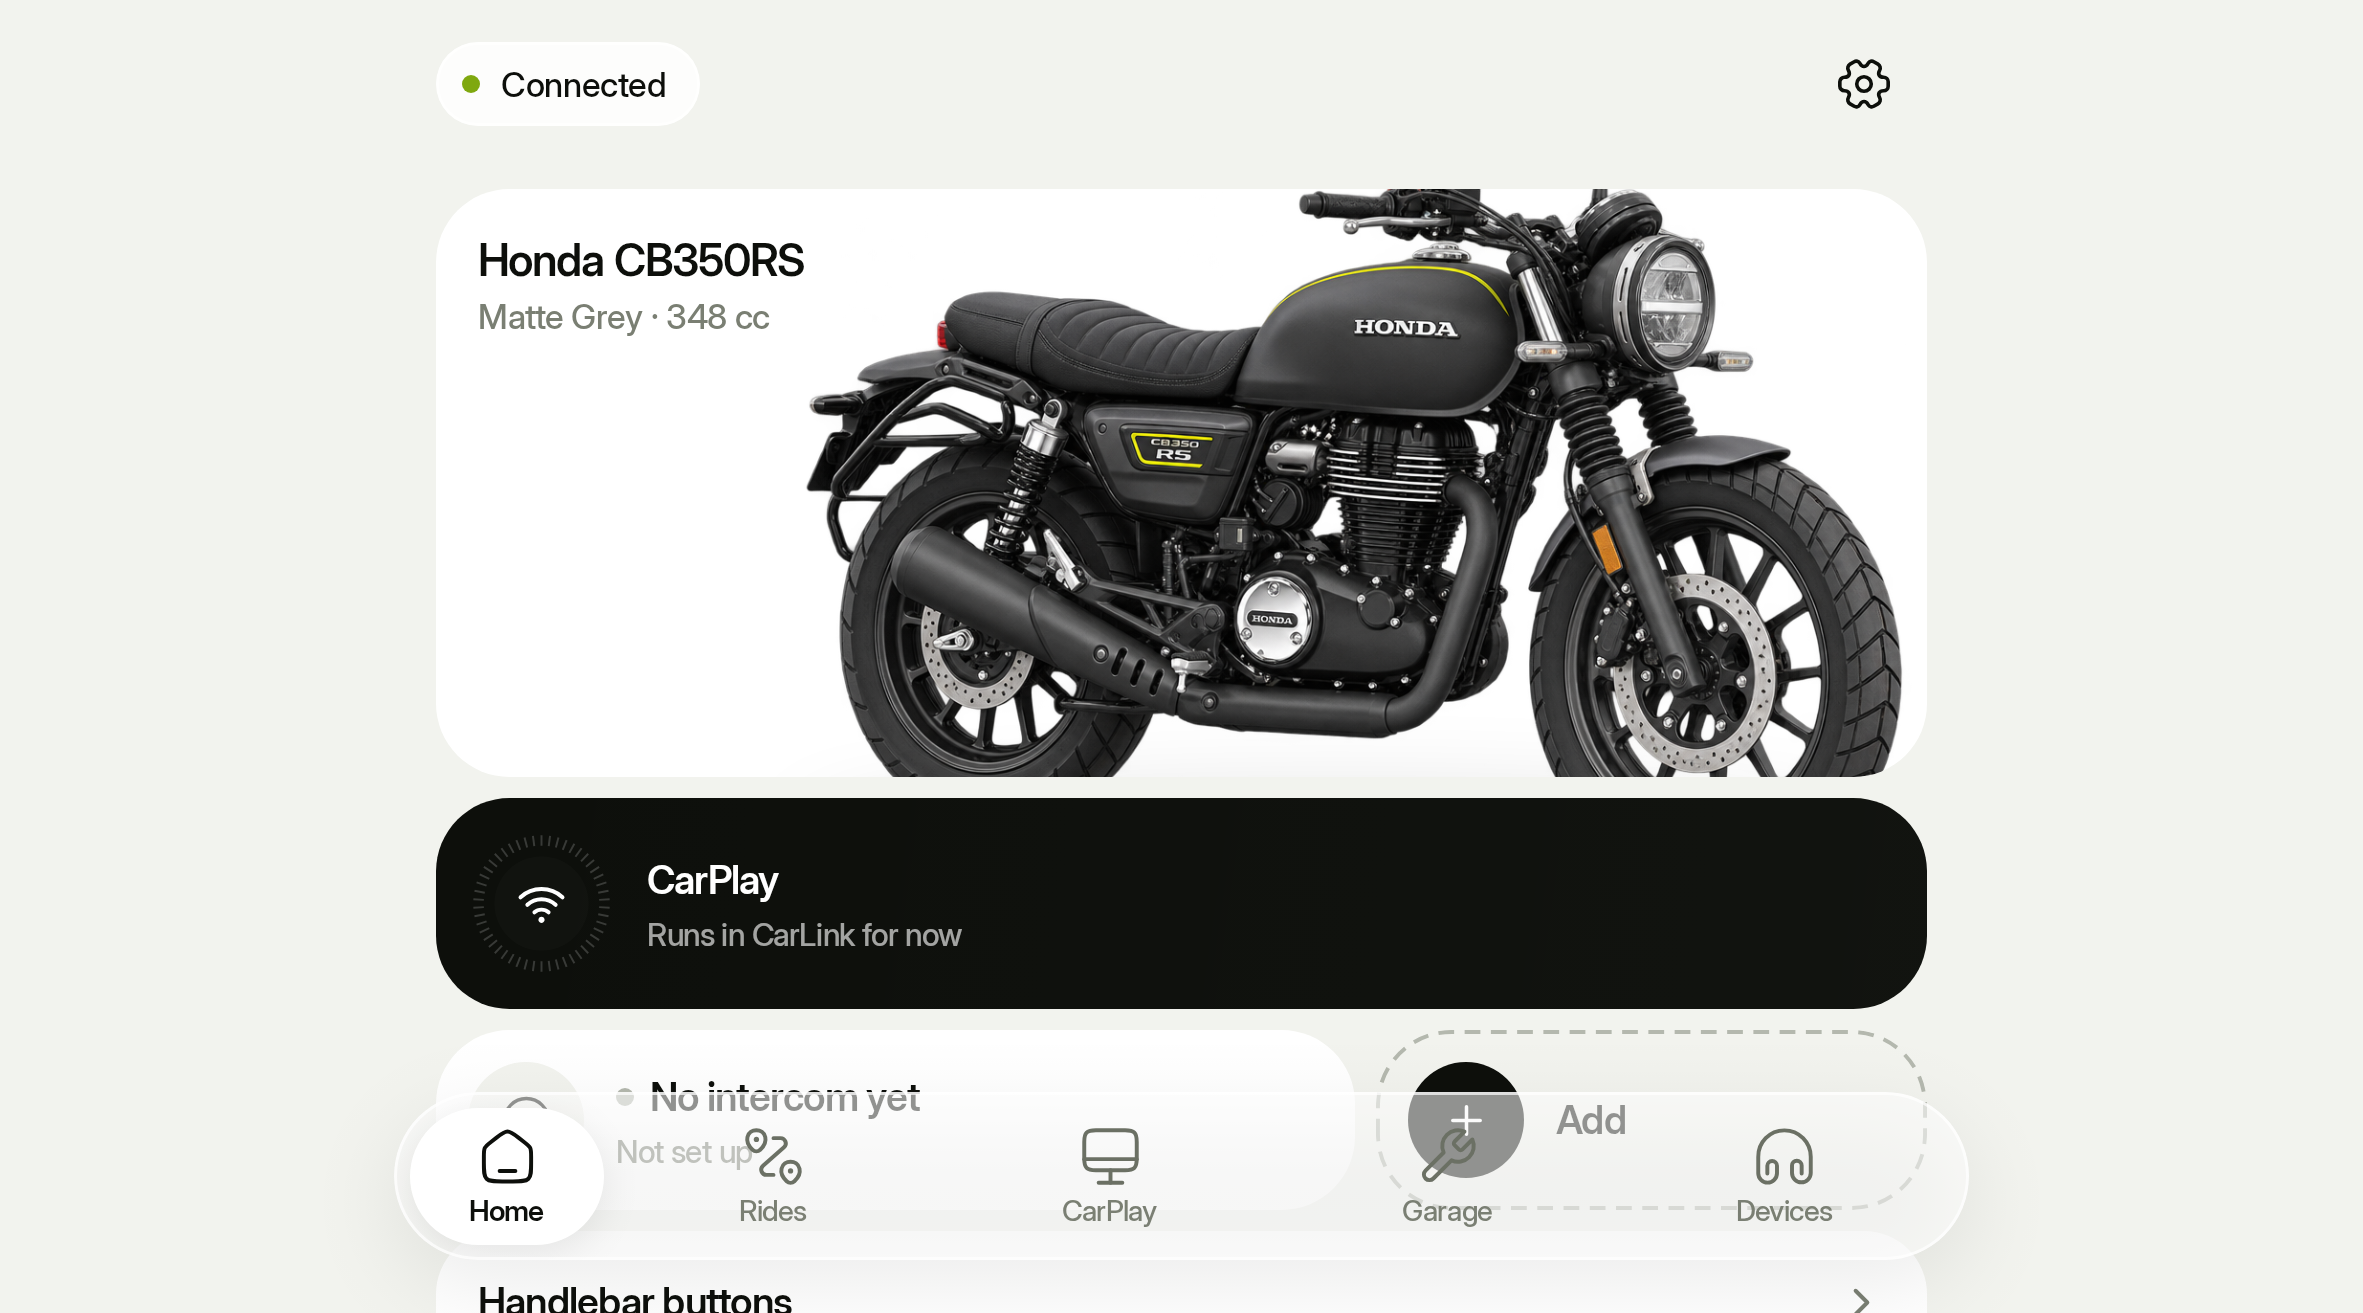 Connected
Honda CB350RS
Matte Grey · 348 cc
HONDA
CB350
RS
HONDA
CarPlay
Runs in CarLink for now
No intercom yet
Not set up
Add
Home
Rides
CarPlay
Garage
Devices
Handlebar buttons